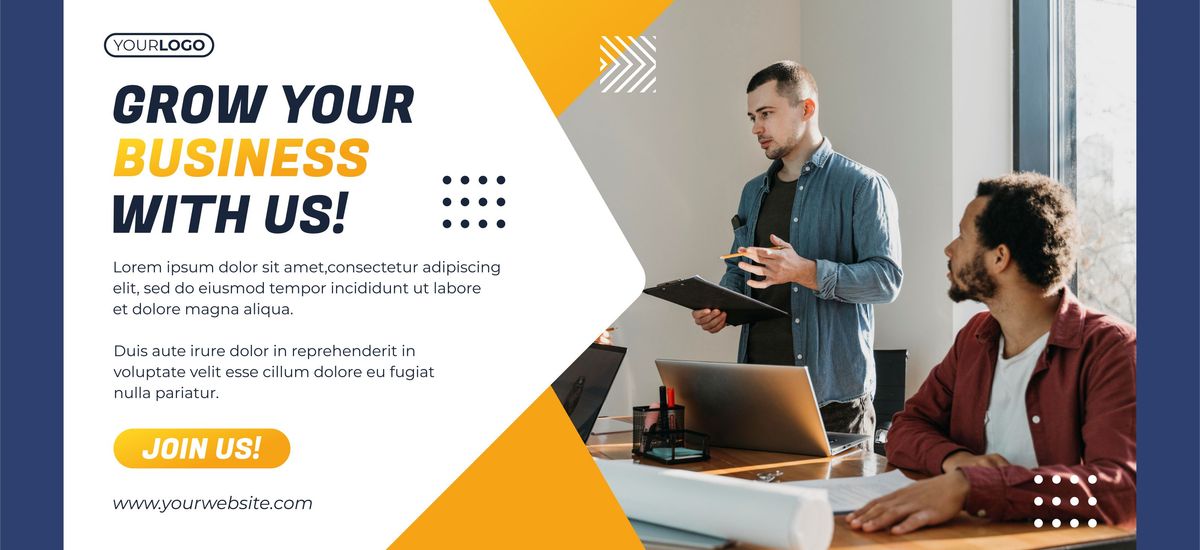 YOURLOGO
GROW YOUR
BUSINESS
WITH US!
Lorem ipsum dolor sit amet,consectetur adipiscing
elit, sed do eiusmod tempor incididunt ut labore
et dolore magna aliqua.
Duis aute irure dolor in reprehenderit in
voluptate velit esse cillum dolore eu fugiat
nulla pariatur.
JOIN US!
www.yourwebsite.com